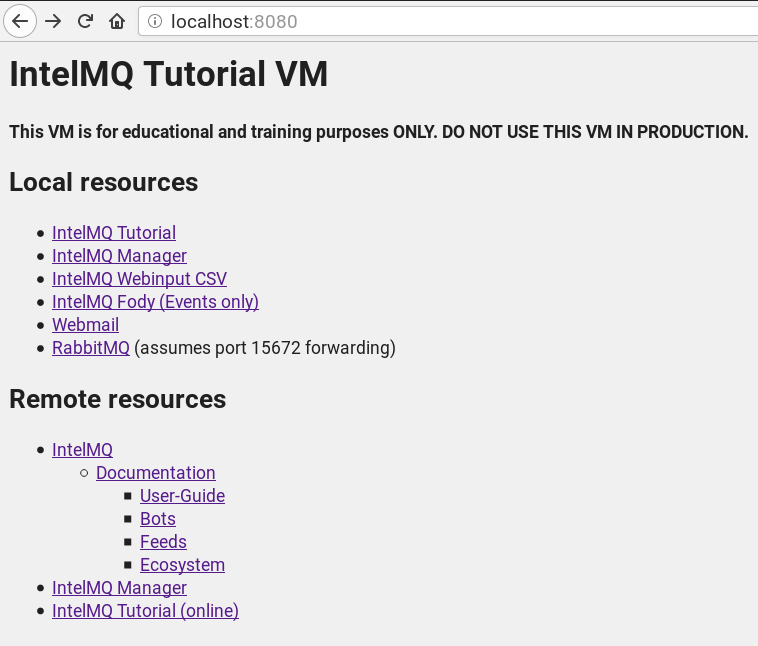 localhost:8080
IntelMQ Tutorial VM
This VM is for educational and training purposes ONLY. DO NOT USE THIS VM IN PRODUCTION.
Local resources
IntelMQ Tutorial
IntelMQ Manager
IntelMQ Webinput CSV
IntelMQ Fody (Events only)
Webmail
RabbitMQ (assumes port 15672 forwarding)
Remote resources
IntelMQ
Documentation
User-Guide
Bots
Feeds
Ecosystem
IntelMQ Manager
IntelMQ Tutorial (online)